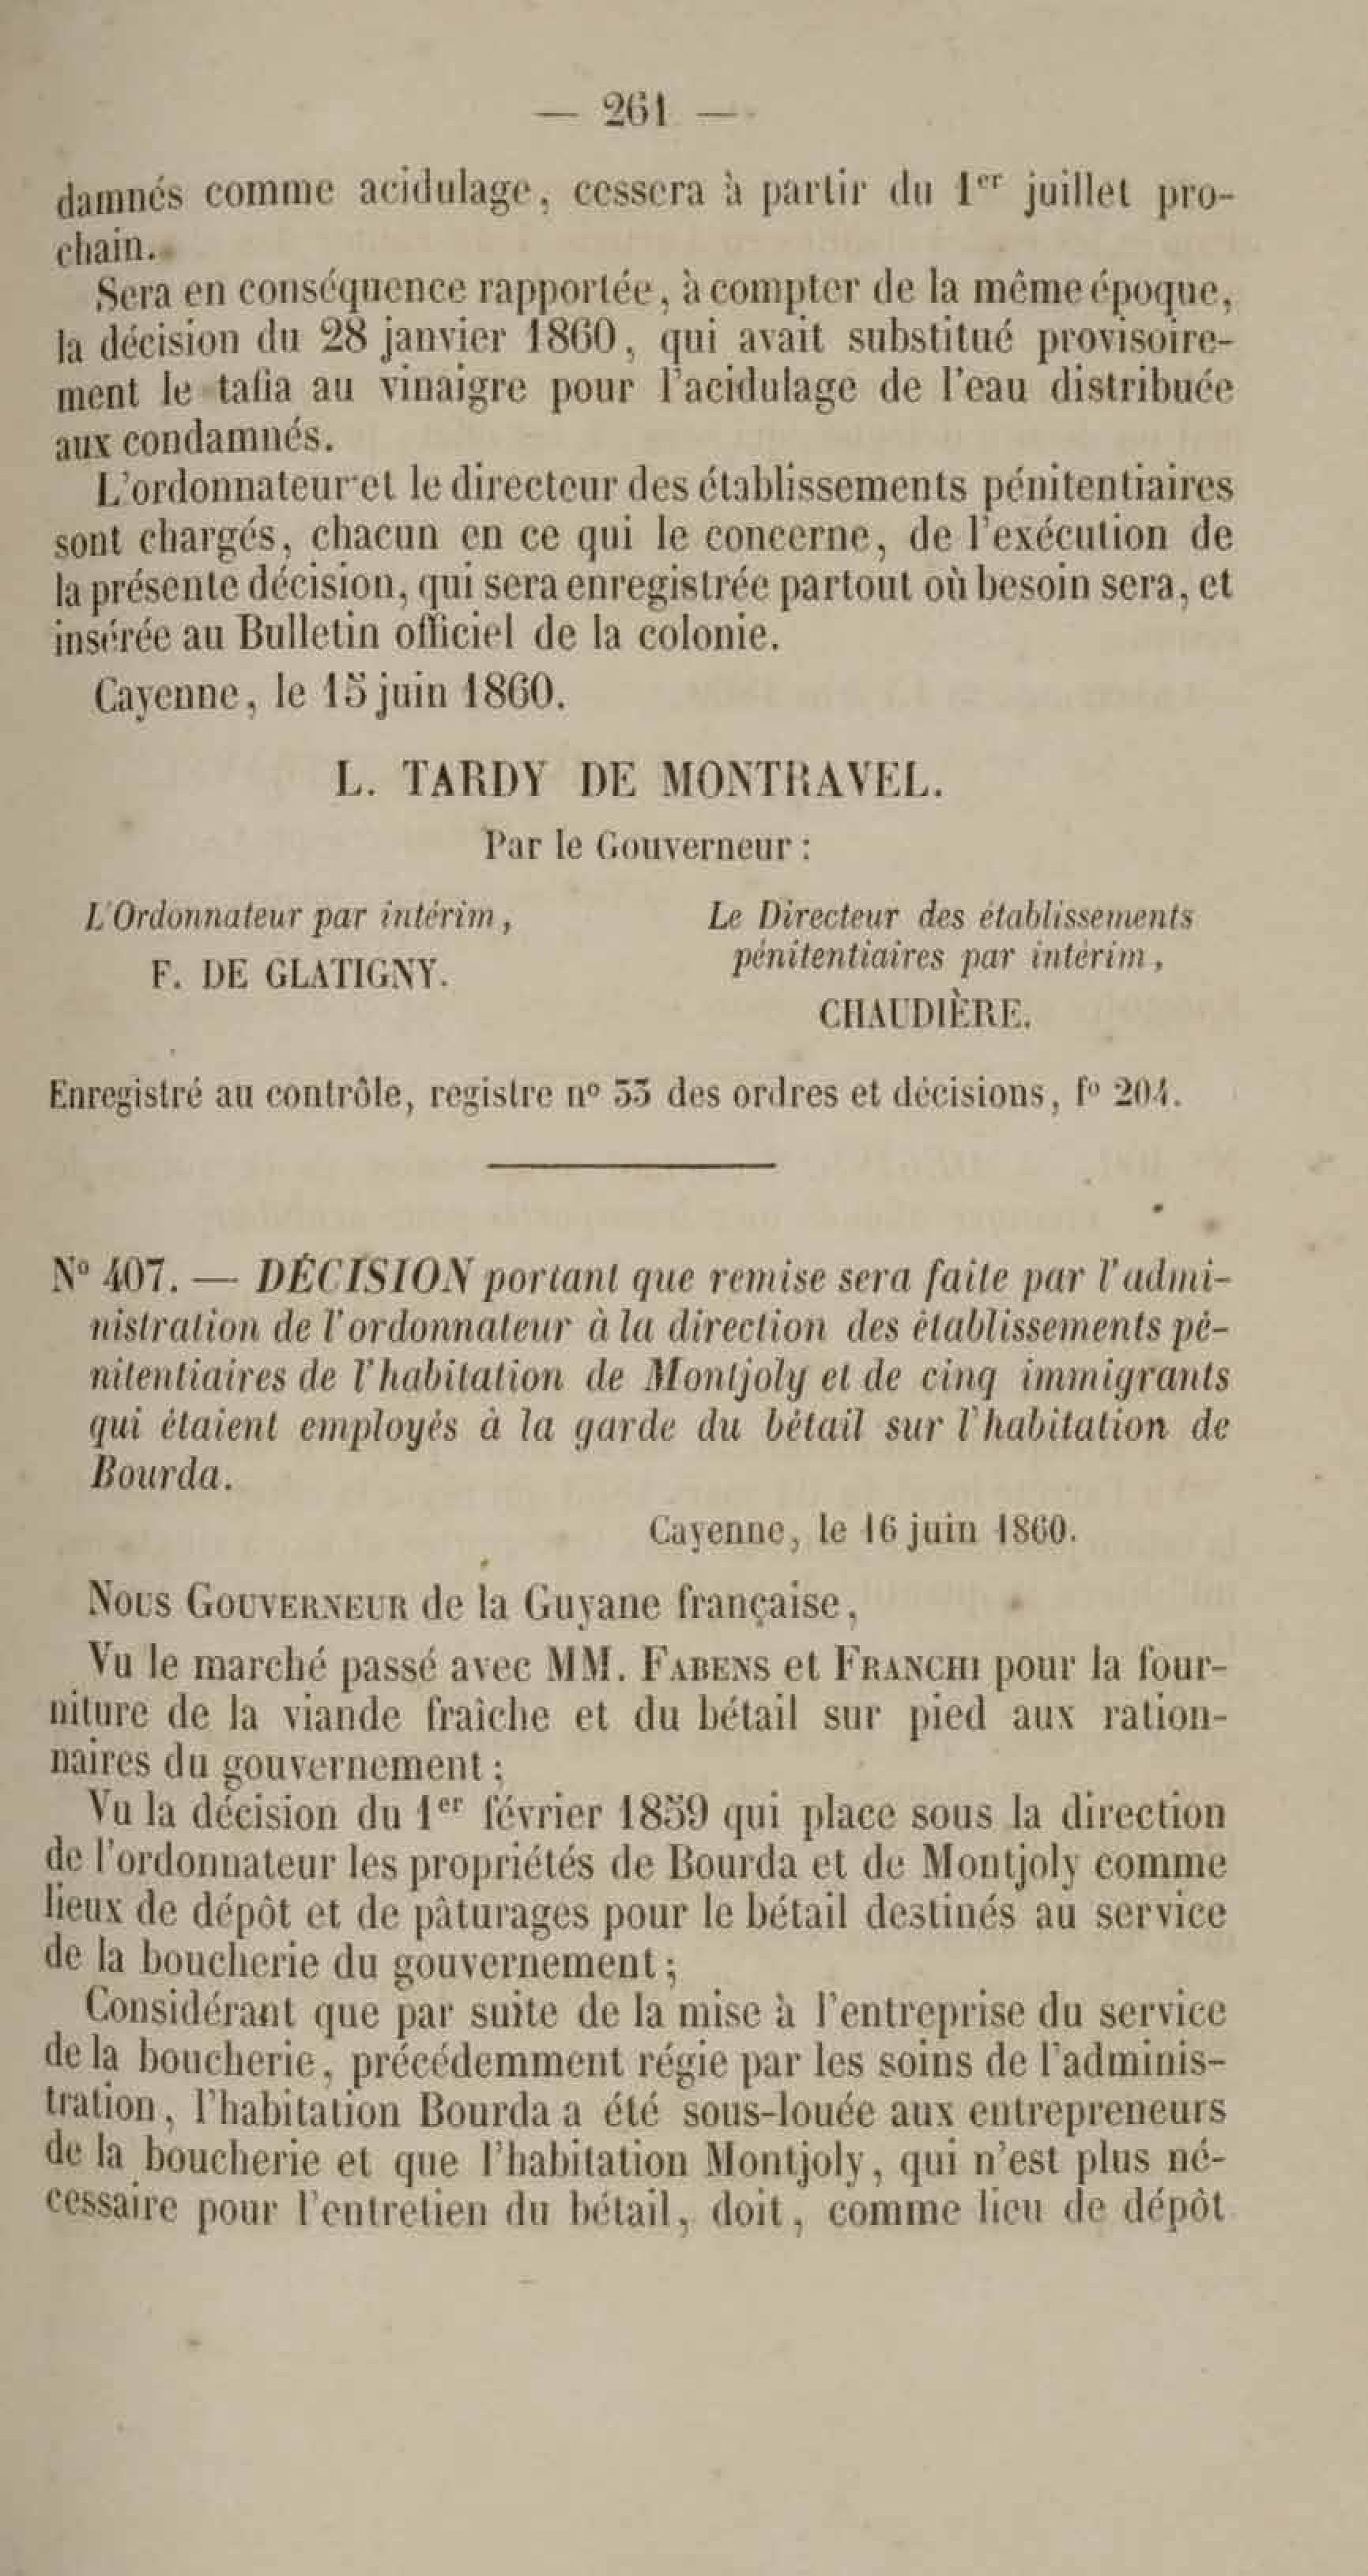 — 261 —
damnés comme acidulage, cessera à partir du 1er juillet pro-
chain.
Sera en conséquence rapportée, à compter de la même époque,
la décision du 28 janvier 1860, qui avait substitué provisoire-
ment le tafia au vinaigre pour l'acidulage de l'eau distribuée
aux condamnés.
L'ordonnateur et le directeur des établissements pénitentiaires
sont chargés, chacun en ce qui le concerne, de l'exécution de
la présente décision, qui sera enregistrée partout où besoin sera, et
insérée au Bulletin officiel de la colonie.
Cayenne, le 15 juin 1860.
L. TARDY DE MONTRAVEL.
Par le Gouverneur :
L'Ordonnateur par intérim,
F. DE GLATIGNY.
Le Directeur des établissements
pénitentiaires par intérim,
CHAUDIÈRE.
Enregistré au contrôle, registre nº 53 des ordres et décisions, fº 204.
Nº 407. — DÉCISION portant que remise sera faite par l'admi-
nistration de l'ordonnateur à la direction des établissements pé-
nitentiaires de l'habitation de Montjoly et de cinq immigrants
qui étaient employés à la garde du bétail sur l'habitation de
Bourda.
Cayenne, le 16 juin 1860.
NOUS GOUVERNEUR de la Guyane française,
Vu le marché passé avec MM. FABENS et FRANCHI pour la four-
niture de la viande fraîche et du bétail sur pied aux ration-
naires du gouvernement ;
Vu la décision du 1er février 1859 qui place sous la direction
de l'ordonnateur les propriétés de Bourda et de Montjoly comme
lieux de dépôt et de pâturages pour le bétail destinés au service
de la boucherie du gouvernement ;
Considérant que par suite de la mise à l'entreprise du service
de la boucherie, précédemment régie par les soins de l'adminis-
tration, l'habitation Bourda a été sous-louée aux entrepreneurs
de la boucherie et que l'habitation Montjoly, qui n'est plus né-
cessaire pour l'entretien du bétail, doit, comme lieu de dépôt